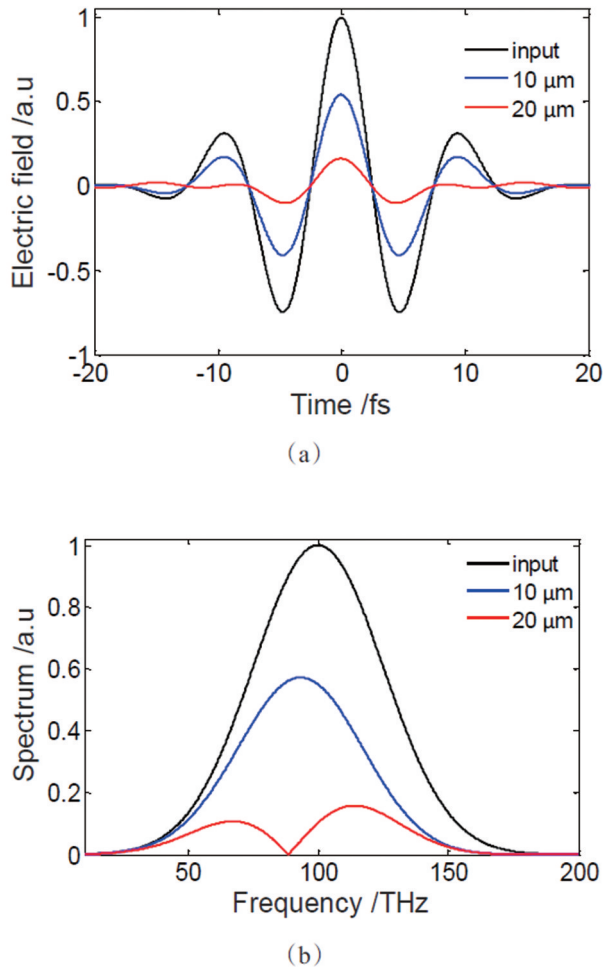 1
0.5
0
-0.5
-1
-20
-10
0
10
20
Electric field /a.u
Time /fs
input
10 μm
20 μm
(a)
1
0.8
0.6
0.4
0.2
0
50
100
150
200
Spectrum /a.u
Frequency /THz
input
10 μm
20 μm
(b)